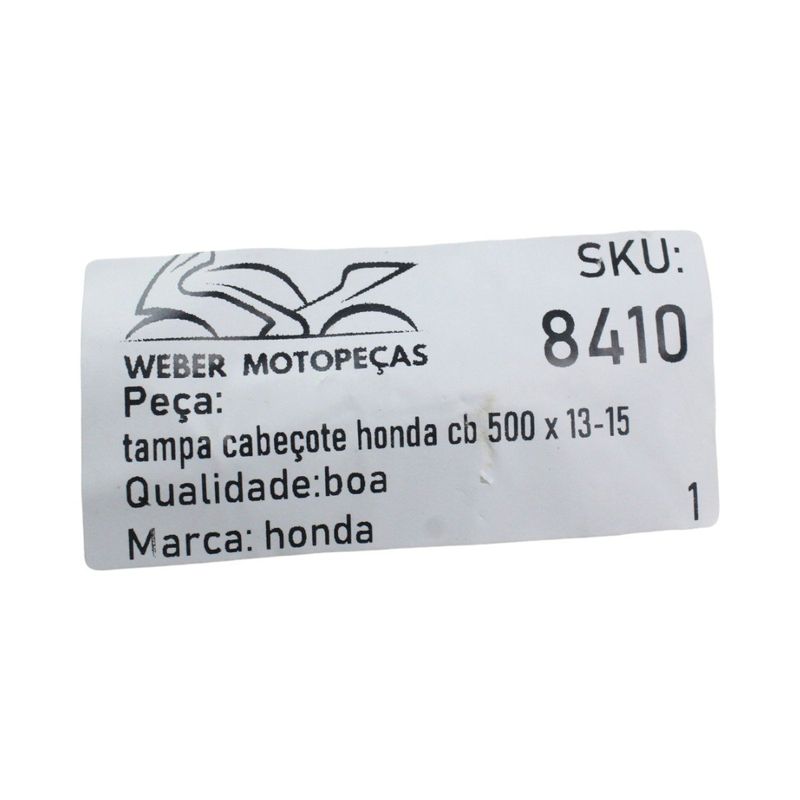 SKU:
8410
WEBER MOTOPEÇAS
Peça:
tampa cabeçote honda cb 500 x 13-15
Qualidade:boa
1
Marca: honda